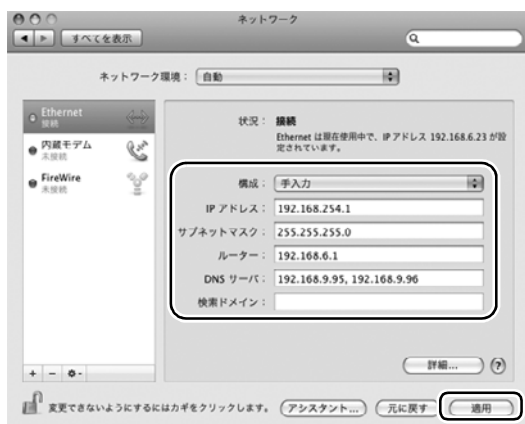 ネットワーク
すべてを表示
ネットワーク環境： 自動
Ethernet
接続
内蔵モデム
未接続
FireWire
未接続
状況： 接続
Ethernet は現在使用中で、IP アドレス 192.168.6.23 が設
定されています。
構成： 手入力
IP アドレス： 192.168.254.1
サブネットマスク： 255.255.255.0
ルーター： 192.168.6.1
DNS サーバ： 192.168.9.95, 192.168.9.96
検索ドメイン：
詳細...
?
+ −
変更できないようにするにはカギをクリックします。
アシスタント... 元に戻す 適用